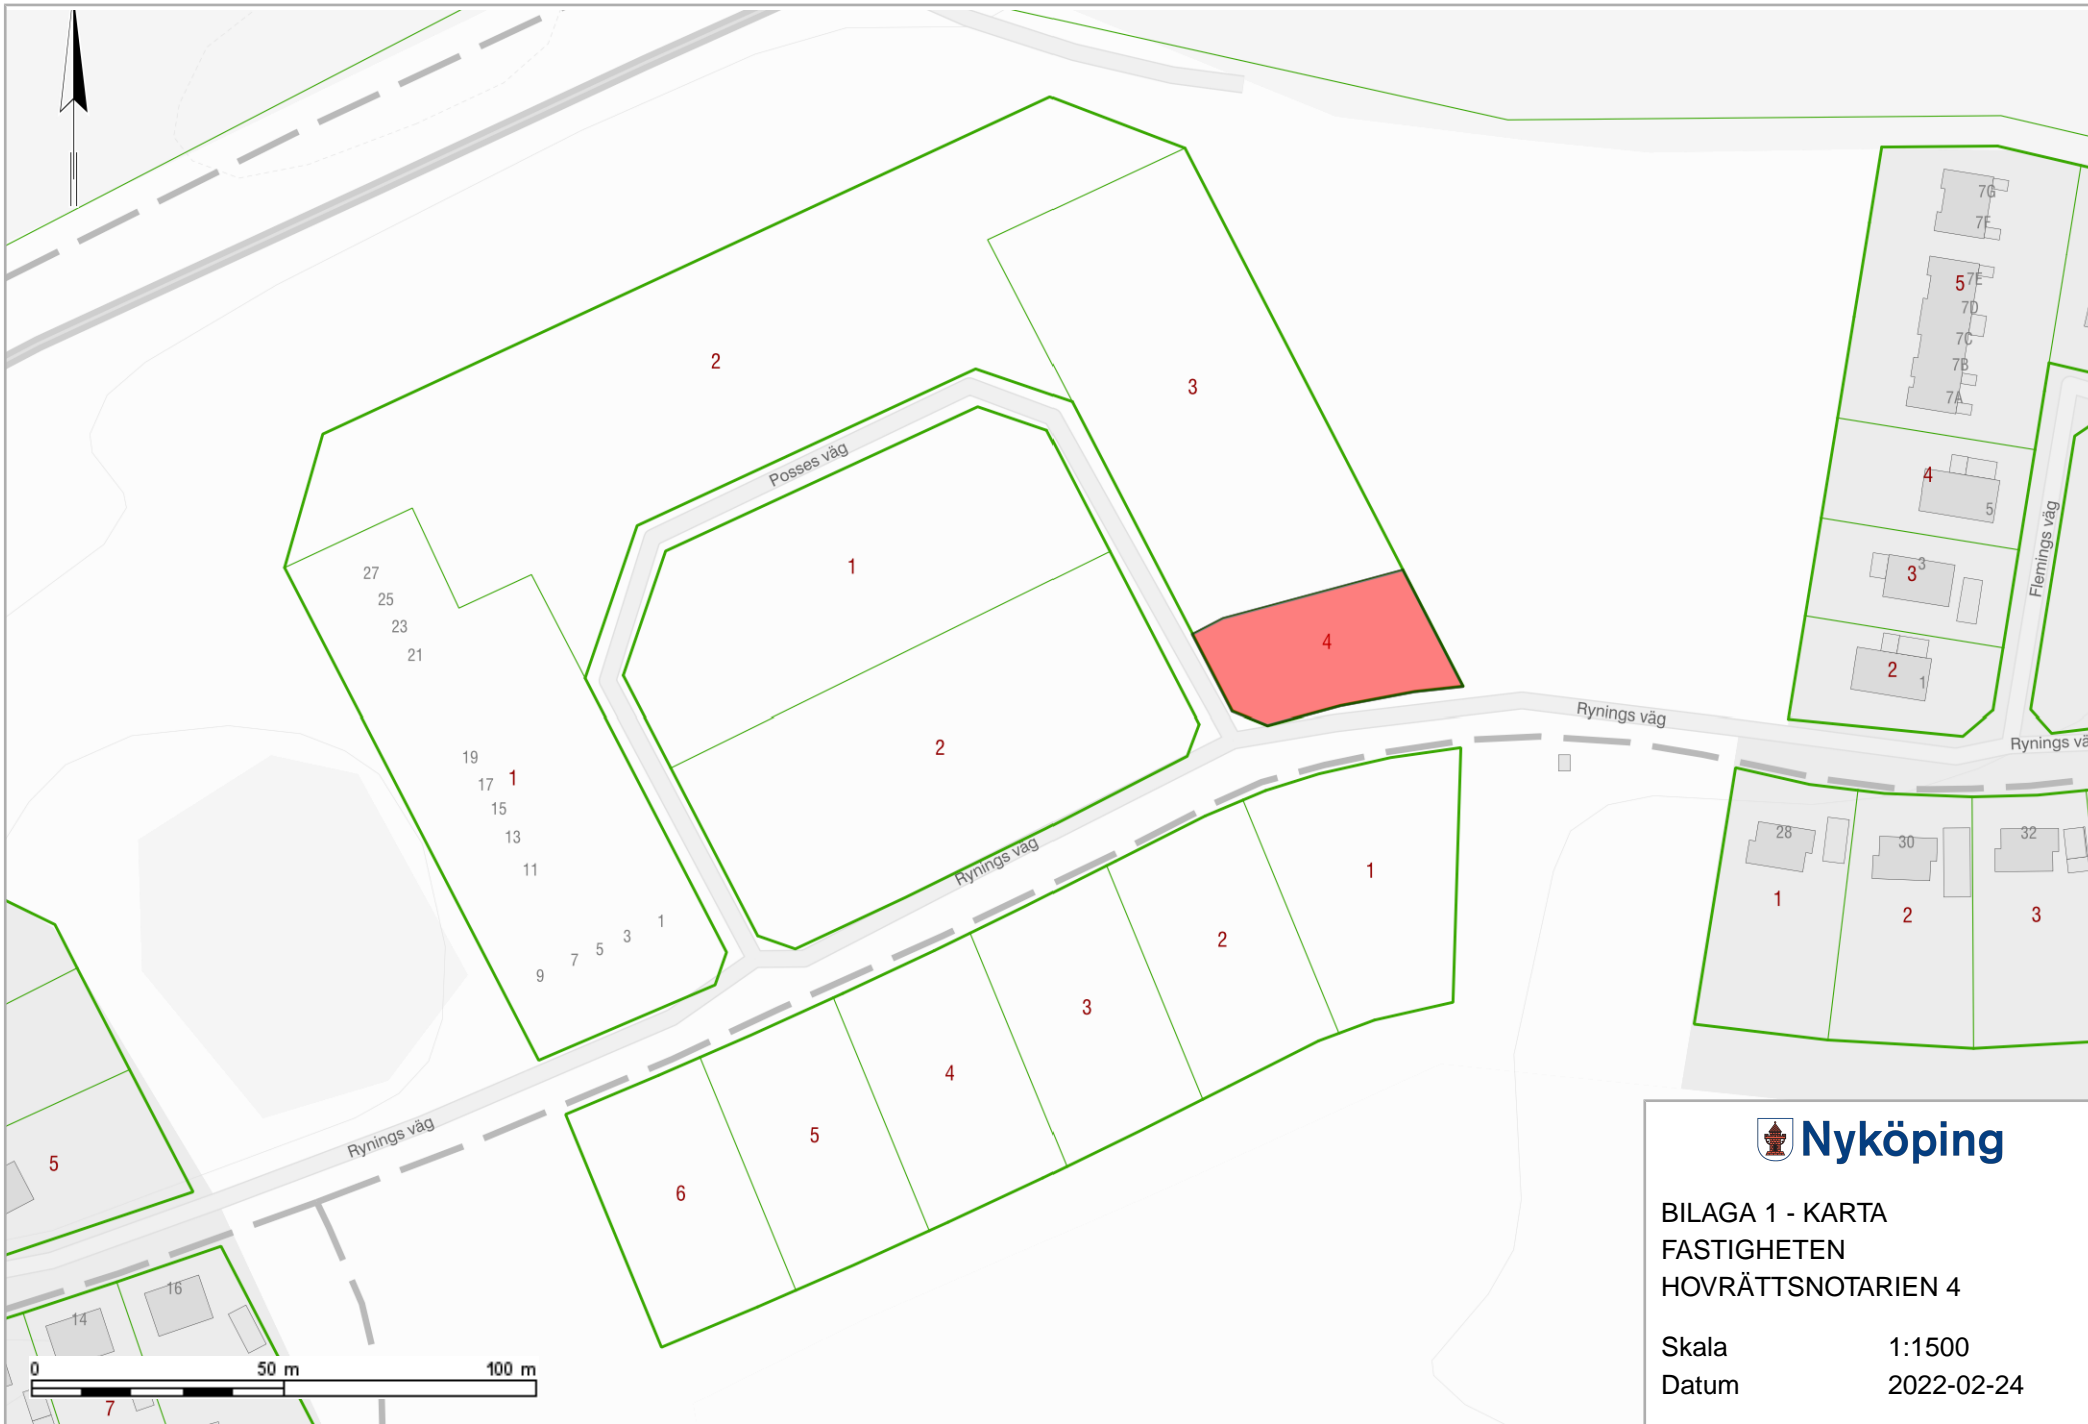 7G
7F
5
7E
7D
7C
7B
7A
2
3
Posses väg
4
5
Flemings väg
1
27
25
23
21
3
3
4
2
1
Rynings väg
Rynings vä
2
19
17
1
15
13
11
Rynings väg
1
28
30
32
1
2
3
1
3
5
7
9
2
3
4
5
6
Rynings väg
5
16
14
7
0 50 m 100 m
Nyköping
BILAGA 1 - KARTA
FASTIGHETEN
HOVRÄTTSNOTARIEN 4
Skala 1:1500
Datum 2022-02-24